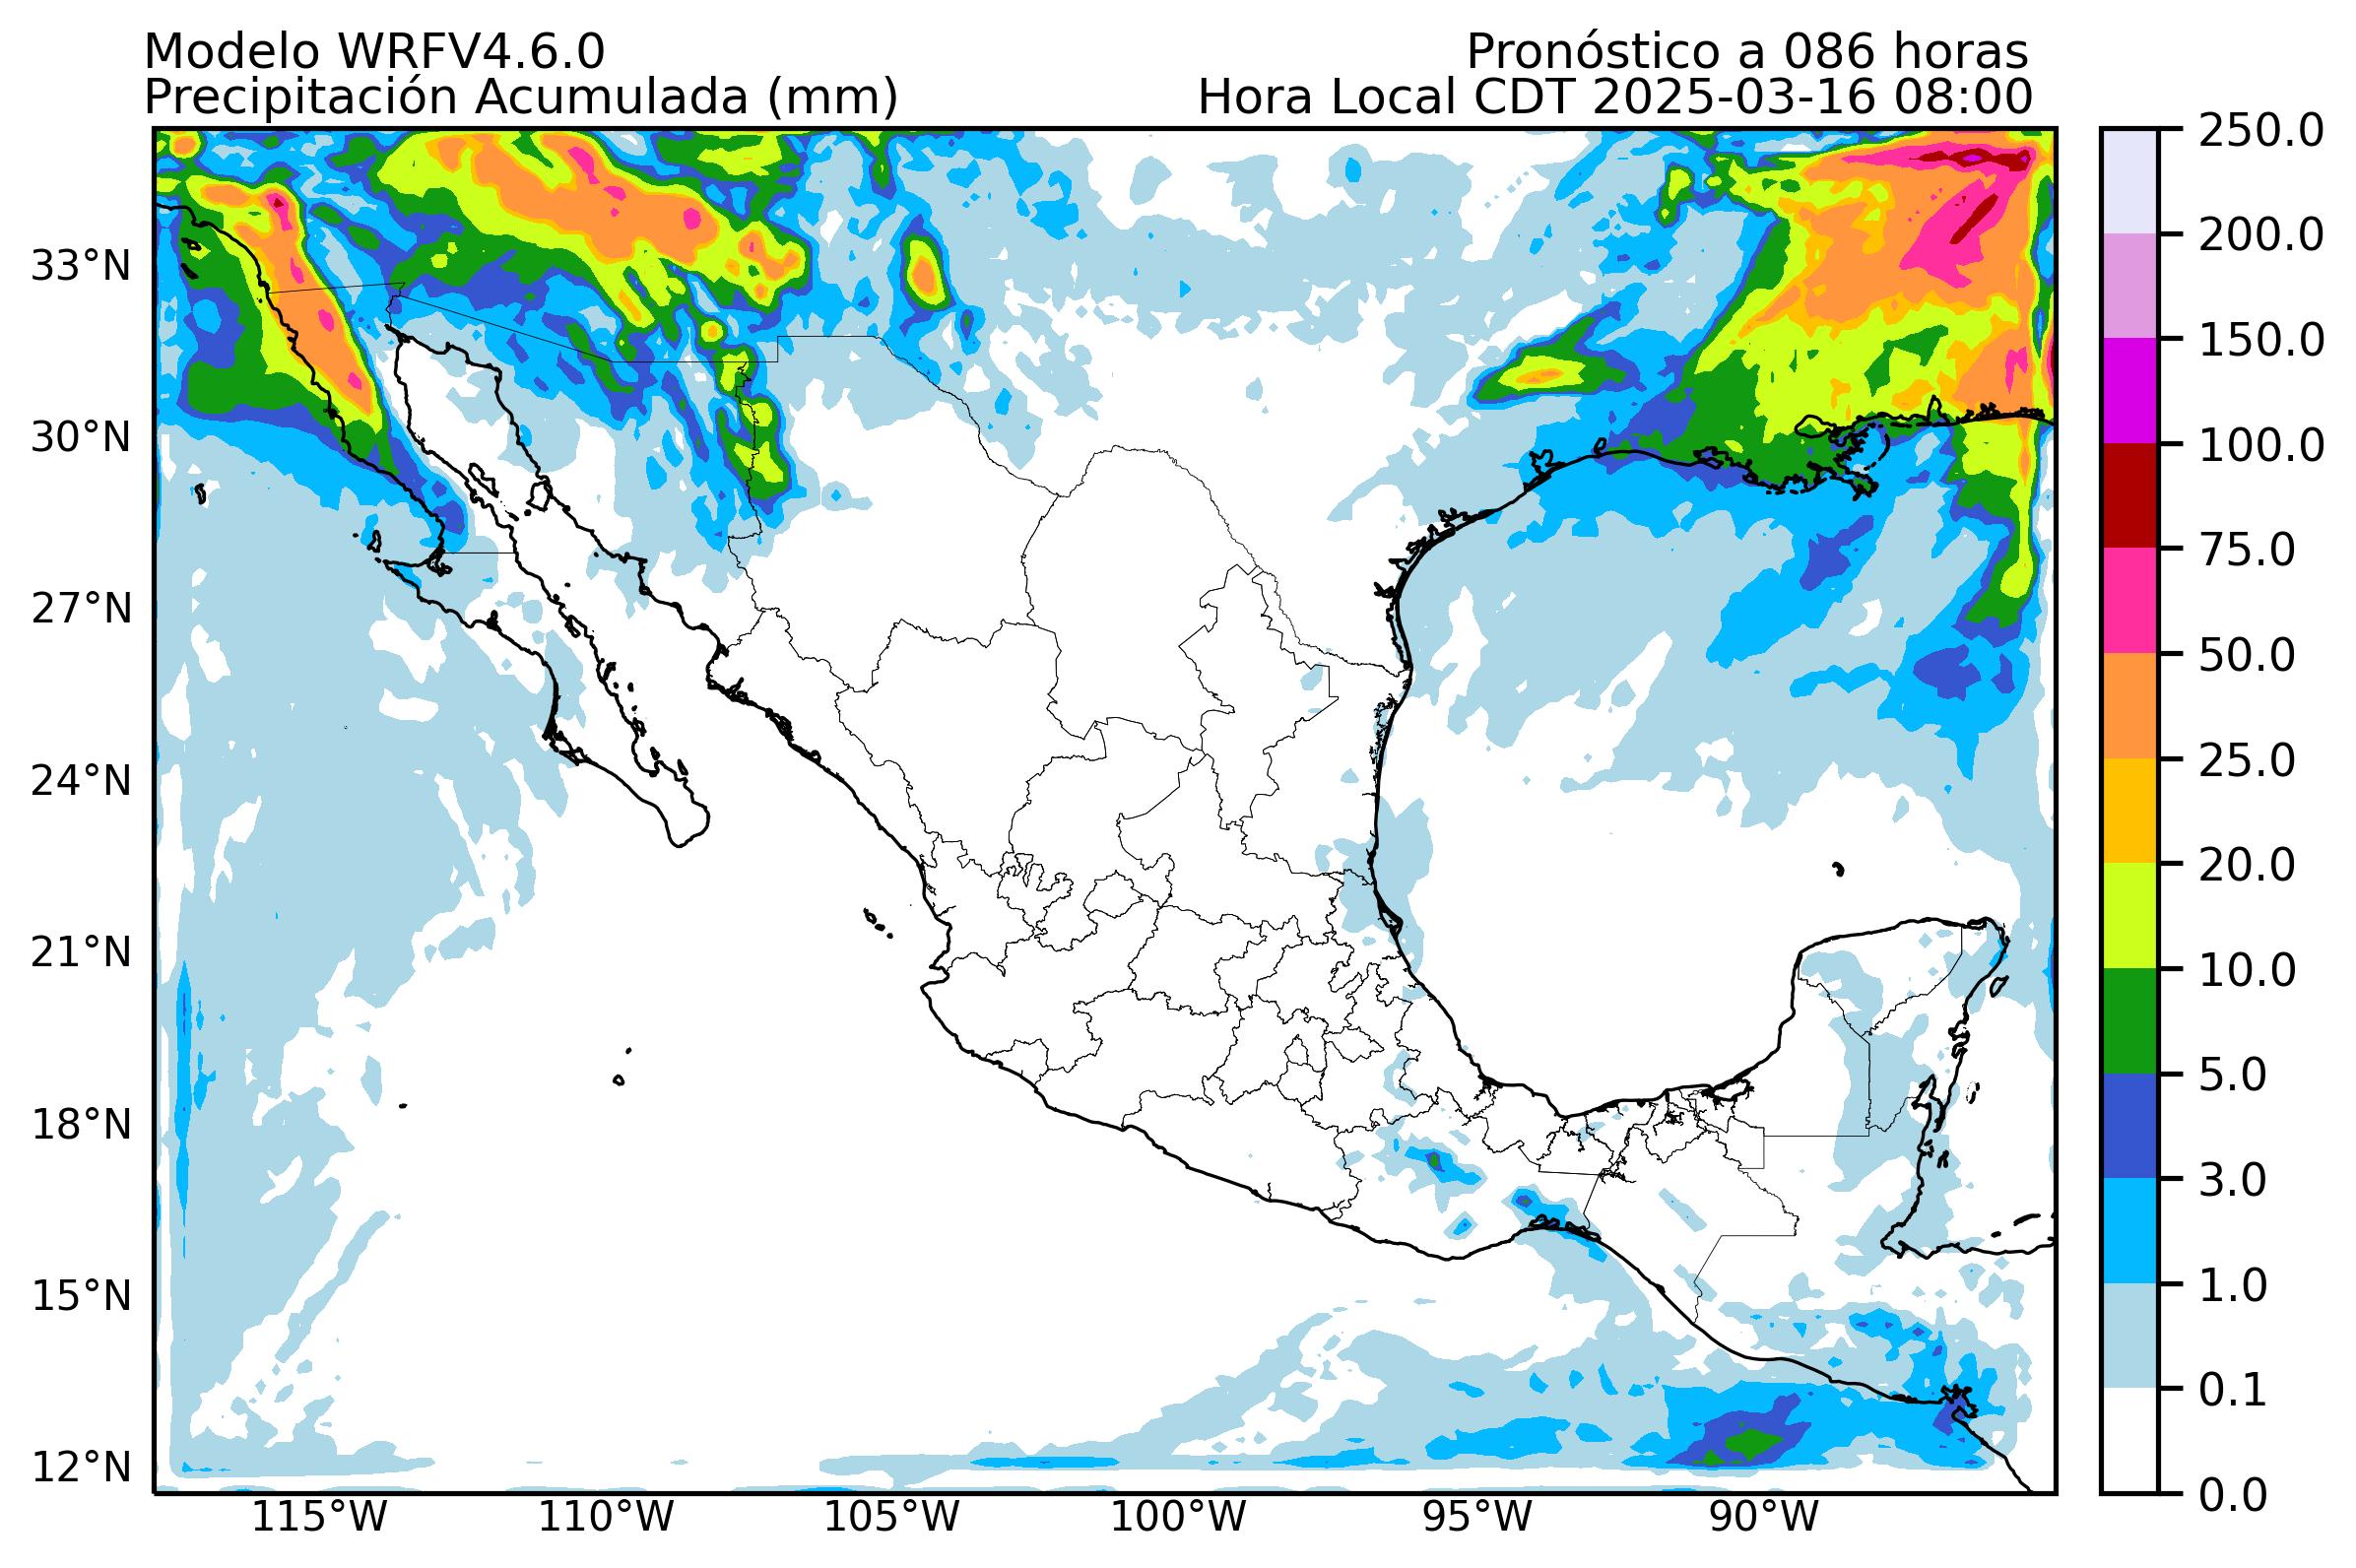 Modelo WRFV4.6.0
Pronóstico a 086 horas
Precipitación Acumulada (mm)
Hora Local CDT 2025-03-16 08:00
33°N
30°N
27°N
24°N
21°N
18°N
15°N
12°N
115°W
110°W
105°W
100°W
95°W
90°W
250.0
200.0
150.0
100.0
75.0
50.0
25.0
20.0
10.0
5.0
3.0
1.0
0.1
0.0